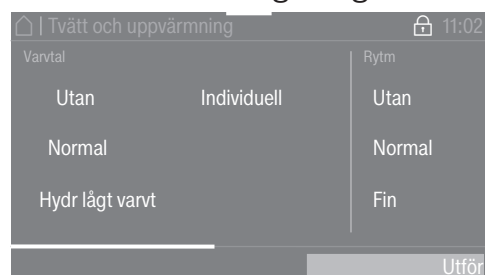 Tvätt och uppvärmning 11:02
Varvtal Rytm
Utan Individuell Utan
Normal Normal
Hydr lågt varvt Fin
Utför